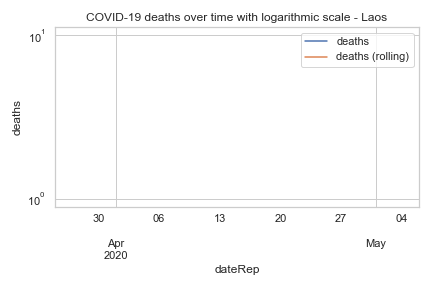 COVID-19 deaths over time with logarithmic scale - Laos
deaths
deaths (rolling)
10¹
10⁰
deaths
30 06 13 20 27 04
Apr May
2020
dateRep